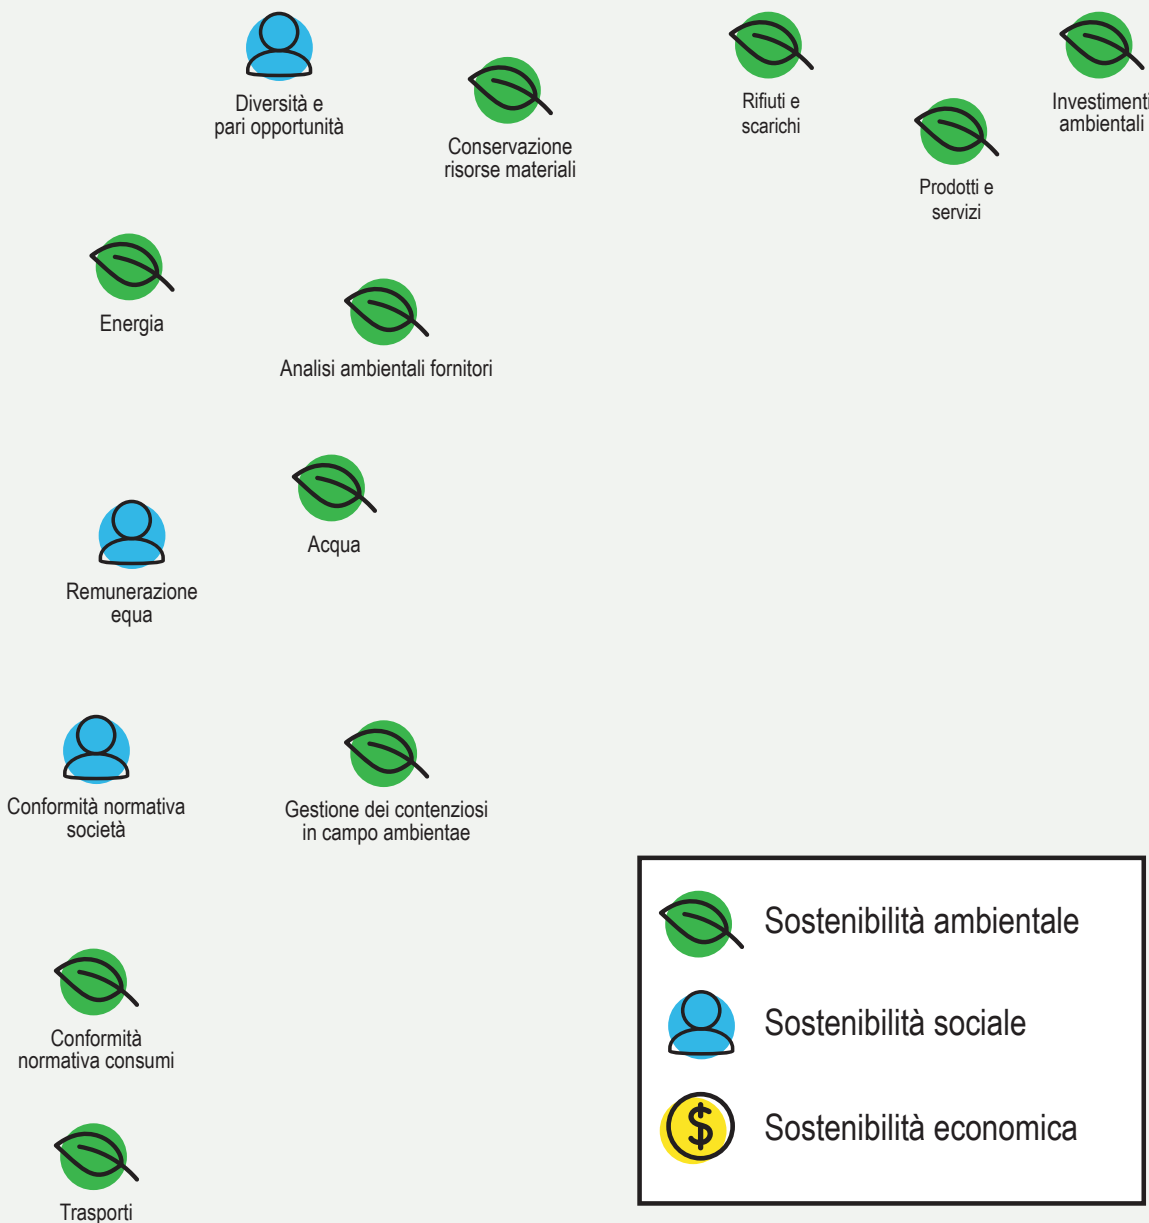 Diversità e
pari opportunità
Conservazione
risorse materiali
Rifiuti e
scarichi
Prodotti e
servizi
Investimenti
ambientali
Energia
Analisi ambientali fornitori
Acqua
Remunerazione
equa
Conformità normativa
società
Gestione dei contenziosi
in campo ambientae
Conformità
normativa consumi
Trasporti
Sostenibilità ambientale
Sostenibilità sociale
$
Sostenibilità economica